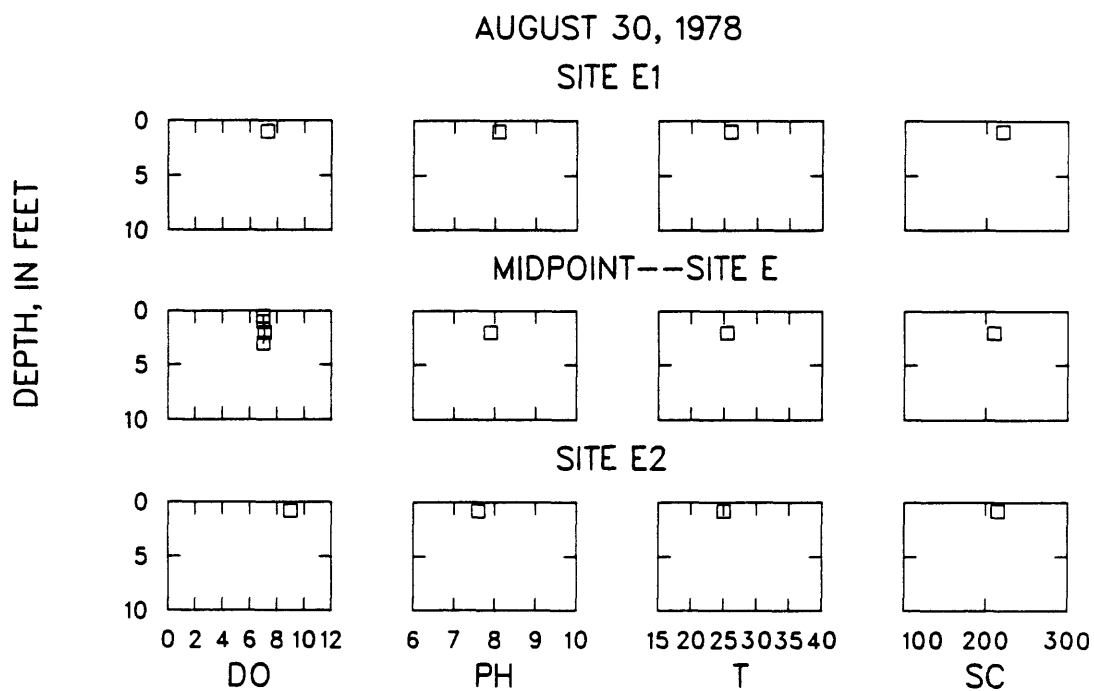 AUGUST 30, 1978
SITE E1
0
5
10
MIDPOINT--SITE E
0
5
10
SITE E2
0
5
10
DEPTH, IN FEET
0 2 4 6 8 10 12
6 7 8 9 10
15 20 25 30 35 40
100 200 300
DO PH T SC